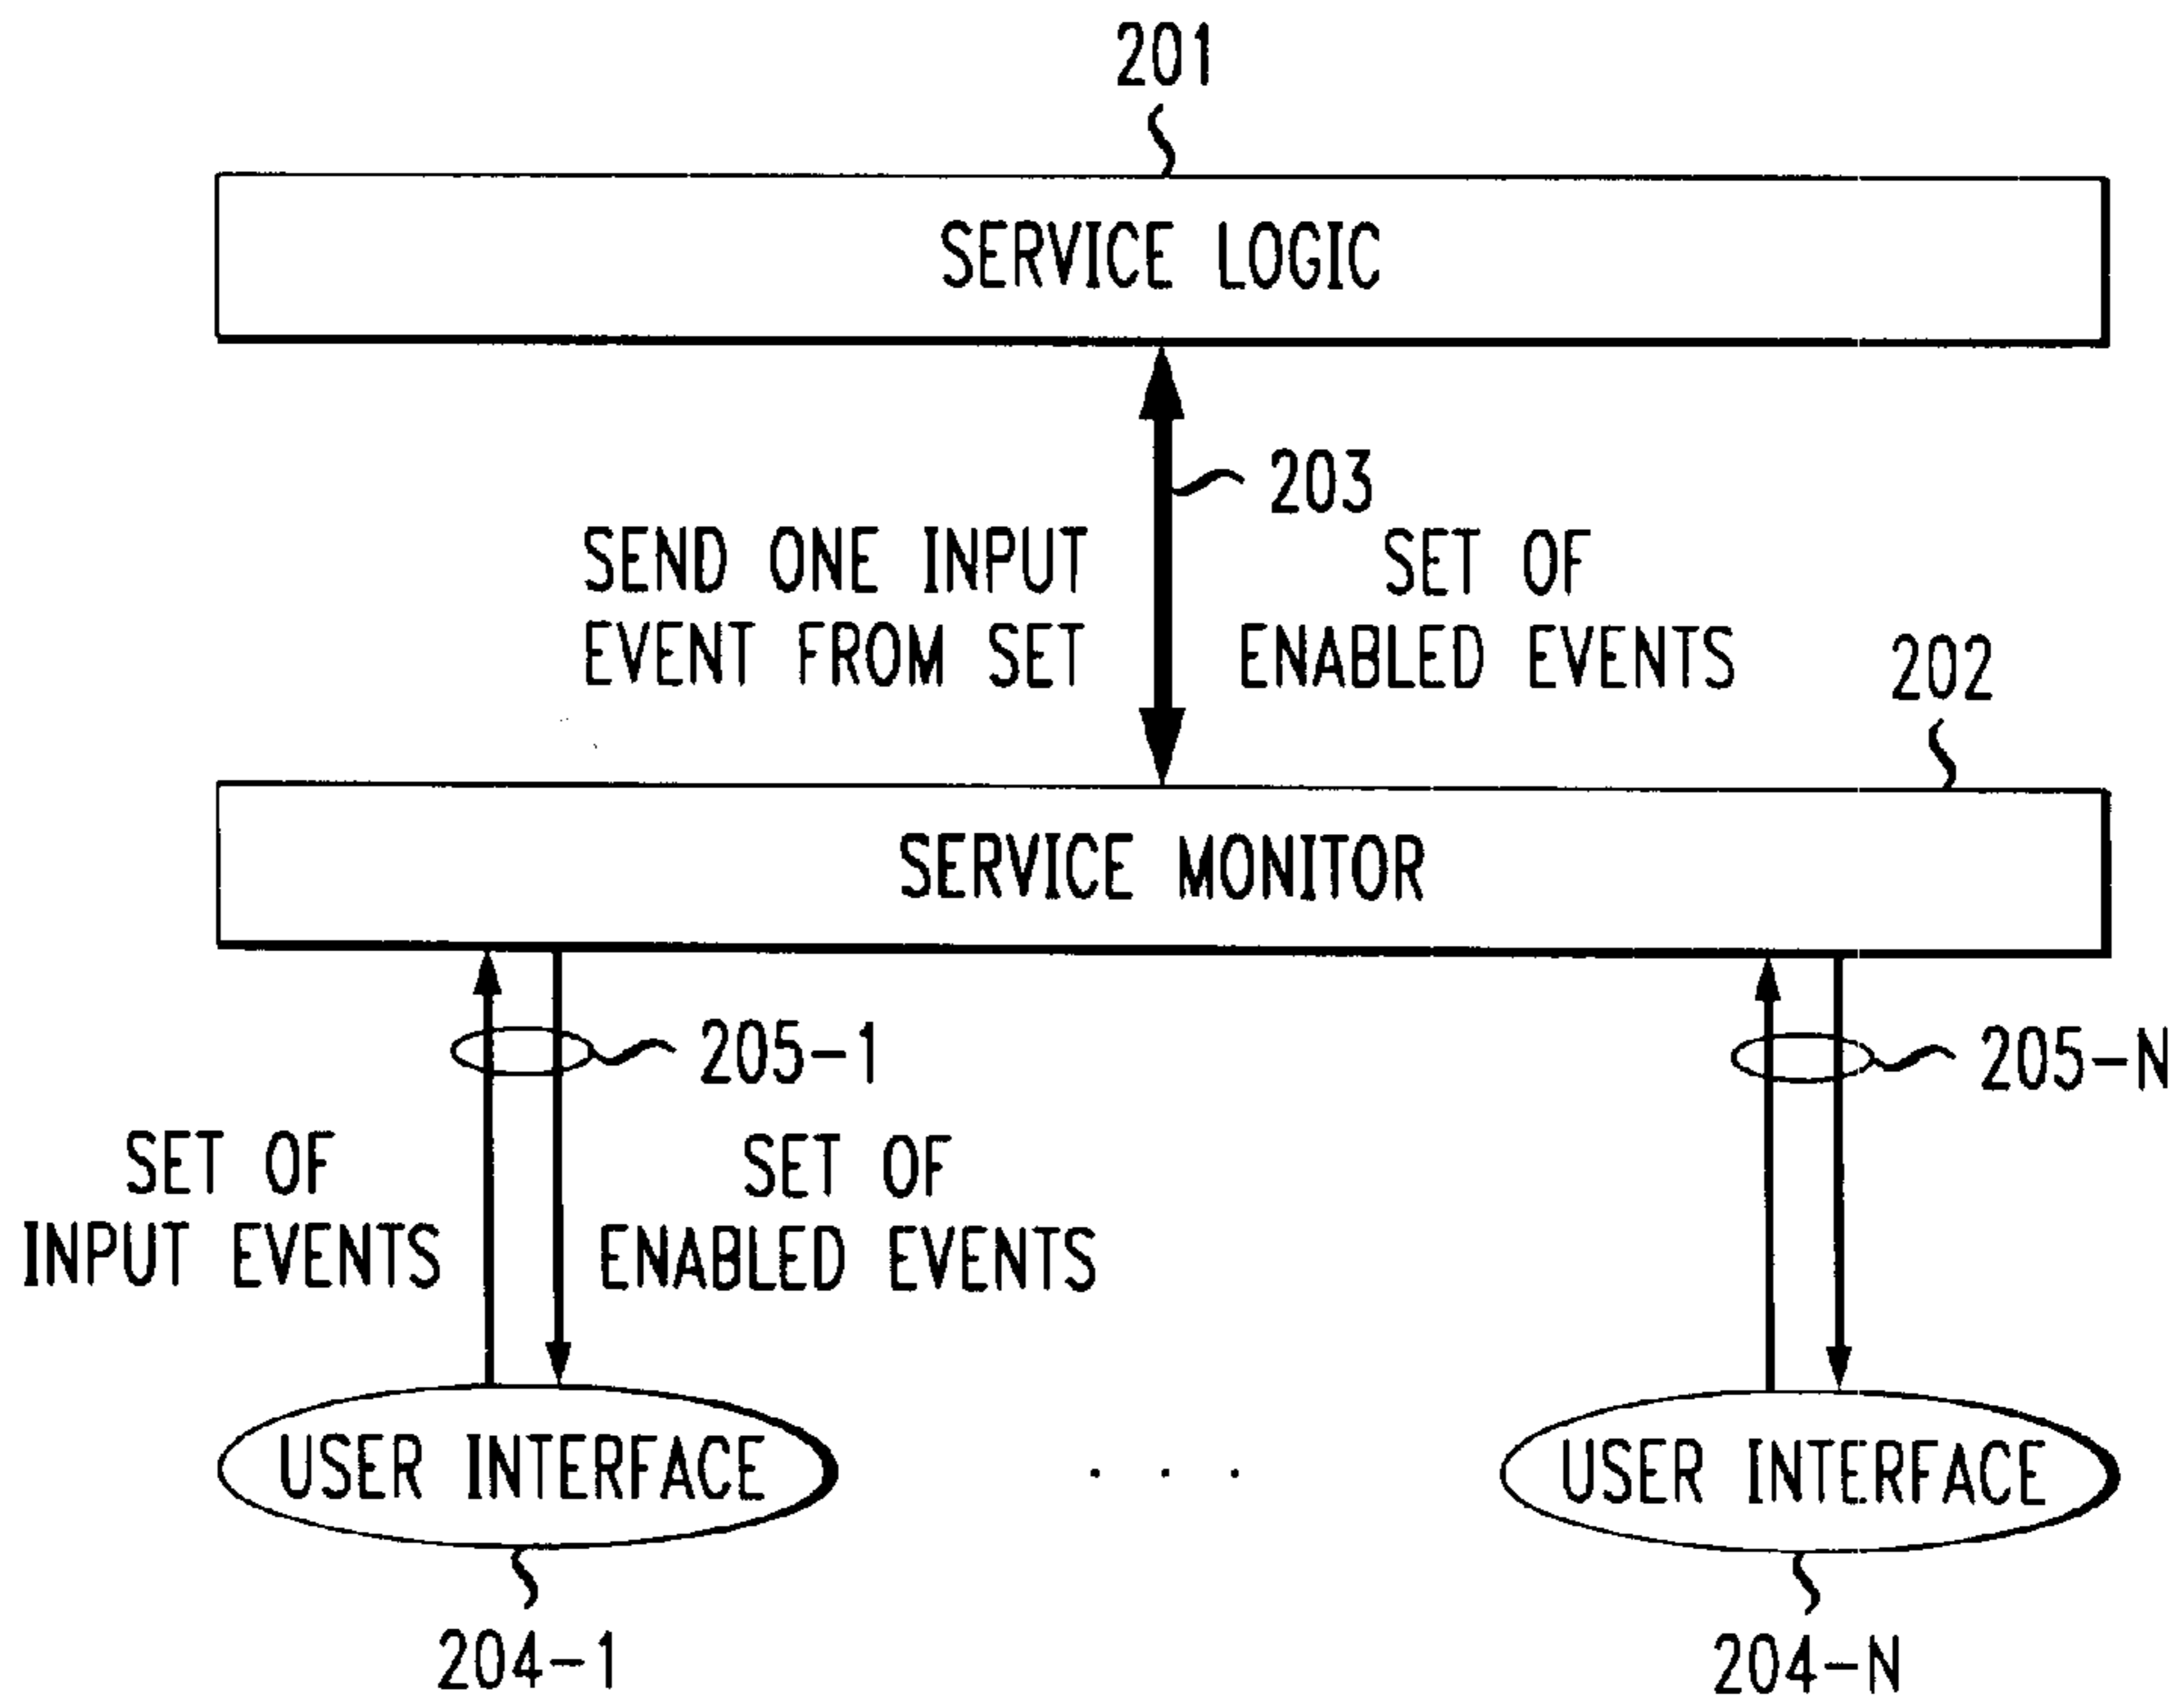 201
SERVICE LOGIC
203
SEND ONE INPUT
EVENT FROM SET
SET OF
ENABLED EVENTS
202
SERVICE MONITOR
205-1
205-N
SET OF
INPUT EVENTS
SET OF
ENABLED EVENTS
USER INTERFACE
. . .
USER INTERFACE
204-1
204-N